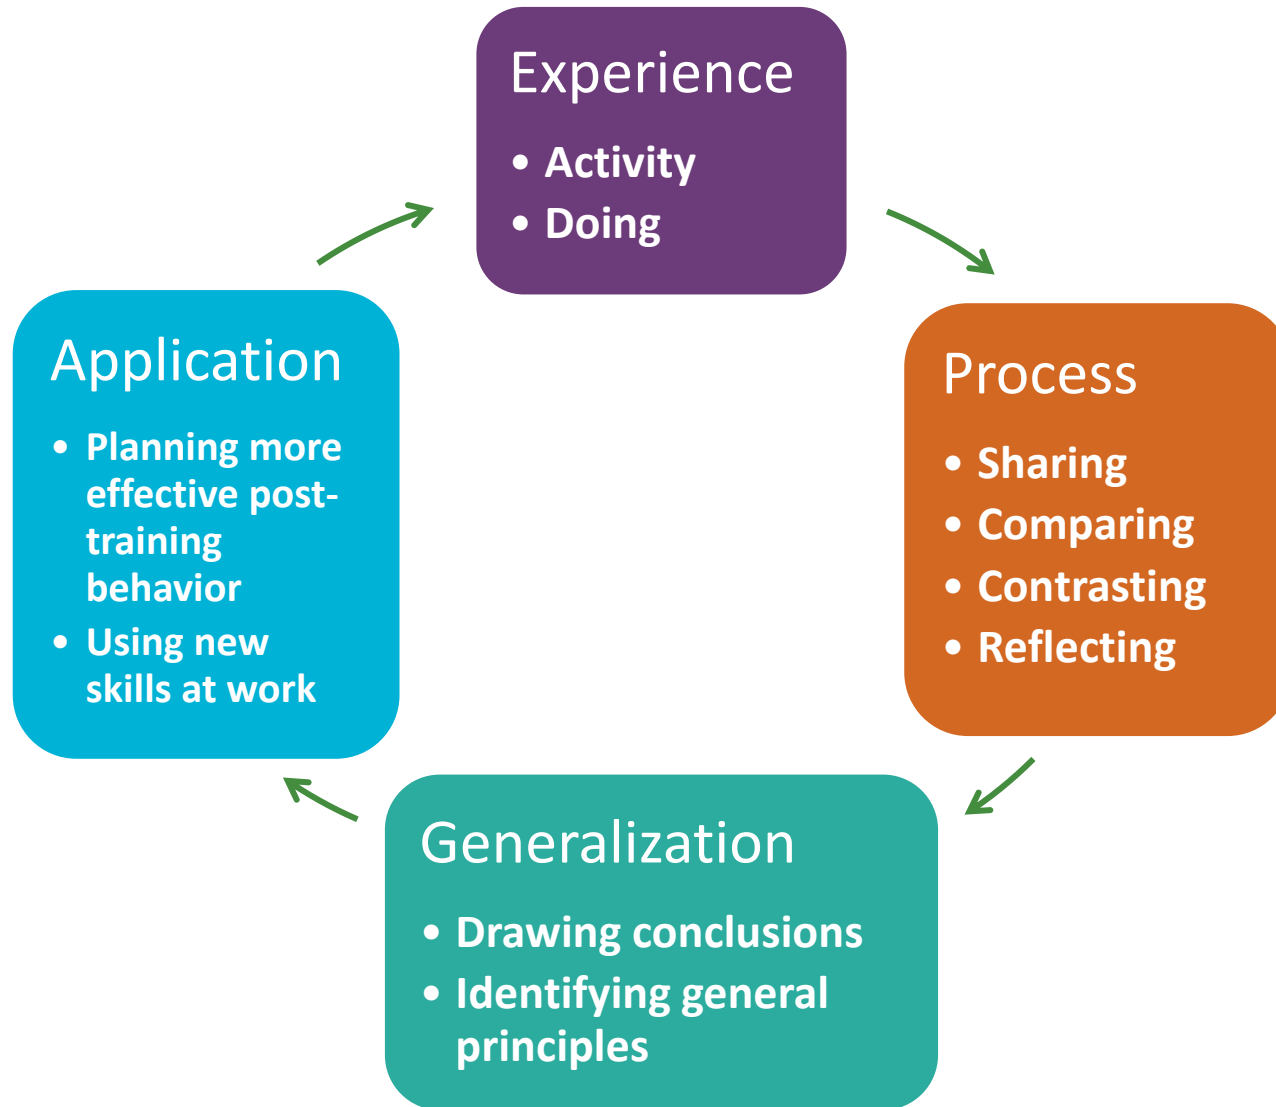 Experience
• Activity
• Doing
Process
• Sharing
• Comparing
• Contrasting
• Reflecting
Generalization
• Drawing conclusions
• Identifying general
principles
Application
• Planning more
effective post-
training
behavior
• Using new
skills at work